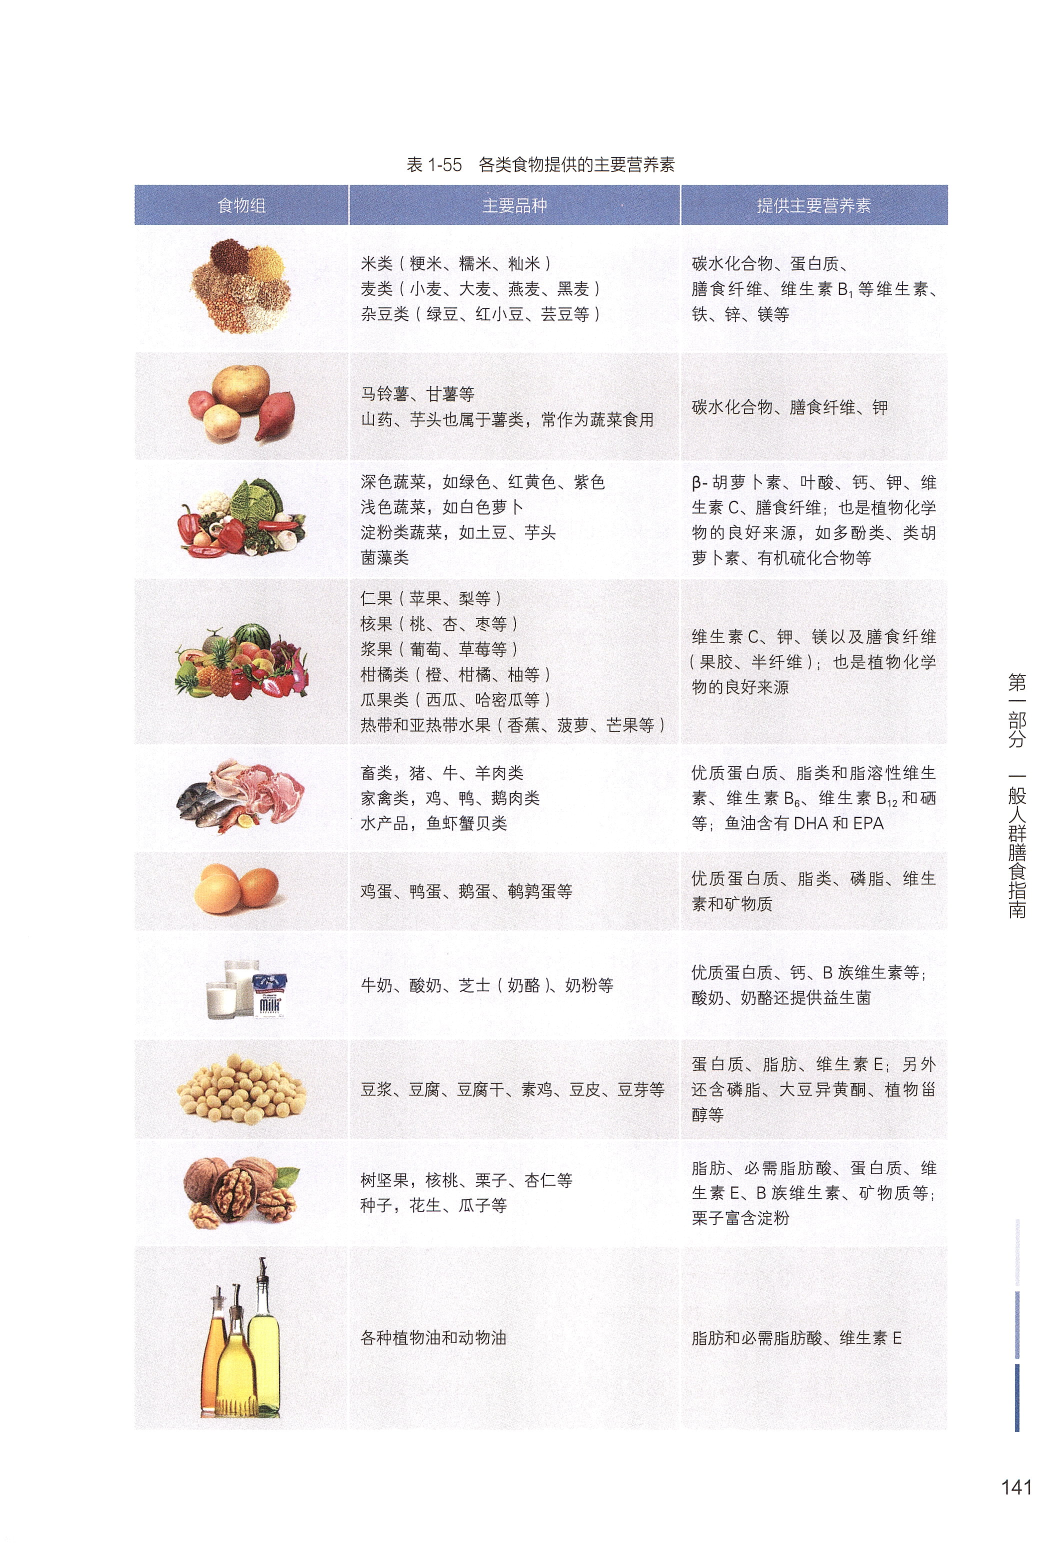 表 1-55 各类食物提供的主要营养素
食物组 主要品种 提供主要营养素
米类（粳米、糯米、籼米）
麦类（小麦、大麦、燕麦、黑麦）
杂豆类（绿豆、红小豆、芸豆等）
碳水化合物、蛋白质、
膳食纤维、维生素 B₁ 等维生素、
铁、锌、镁等
马铃薯、甘薯等
山药、芋头也属于薯类，常作为蔬菜食用
碳水化合物、膳食纤维、钾
深色蔬菜，如绿色、红黄色、紫色
浅色蔬菜，如白色萝卜
淀粉类蔬菜，如土豆、芋头
菌藻类
β- 胡萝卜素、叶酸、钙、钾、维
生素 C、膳食纤维；也是植物化学
物的良好来源，如多酚类、类胡
萝卜素、有机硫化合物等
仁果（苹果、梨等）
核果（桃、杏、枣等）
浆果（葡萄、草莓等）
柑橘类（橙、柑橘、柚等）
瓜果类（西瓜、哈密瓜等）
热带和亚热带水果（香蕉、菠萝、芒果等）
维生素 C、钾、镁以及膳食纤维
（果胶、半纤维）；也是植物化学
物的良好来源
畜类，猪、牛、羊肉类
家禽类，鸡、鸭、鹅肉类
水产品，鱼虾蟹贝类
优质蛋白质、脂类和脂溶性维生
素、维生素 B₆、维生素 B₁₂ 和硒
等；鱼油含有 DHA 和 EPA
鸡蛋、鸭蛋、鹅蛋、鹌鹑蛋等
优质蛋白质、脂类、磷脂、维生
素和矿物质
milk
牛奶、酸奶、芝士（奶酪）、奶粉等
优质蛋白质、钙、B 族维生素等；
酸奶、奶酪还提供益生菌
豆浆、豆腐、豆腐干、素鸡、豆皮、豆芽等
蛋白质、脂肪、维生素 E；另外
还含磷脂、大豆异黄酮、植物甾
醇等
树坚果，核桃、栗子、杏仁等
种子，花生、瓜子等
脂肪、必需脂肪酸、蛋白质、维
生素 E、B 族维生素、矿物质等；
栗子富含淀粉
各种植物油和动物油
脂肪和必需脂肪酸、维生素 E
第一部分 一般人群膳食指南
141